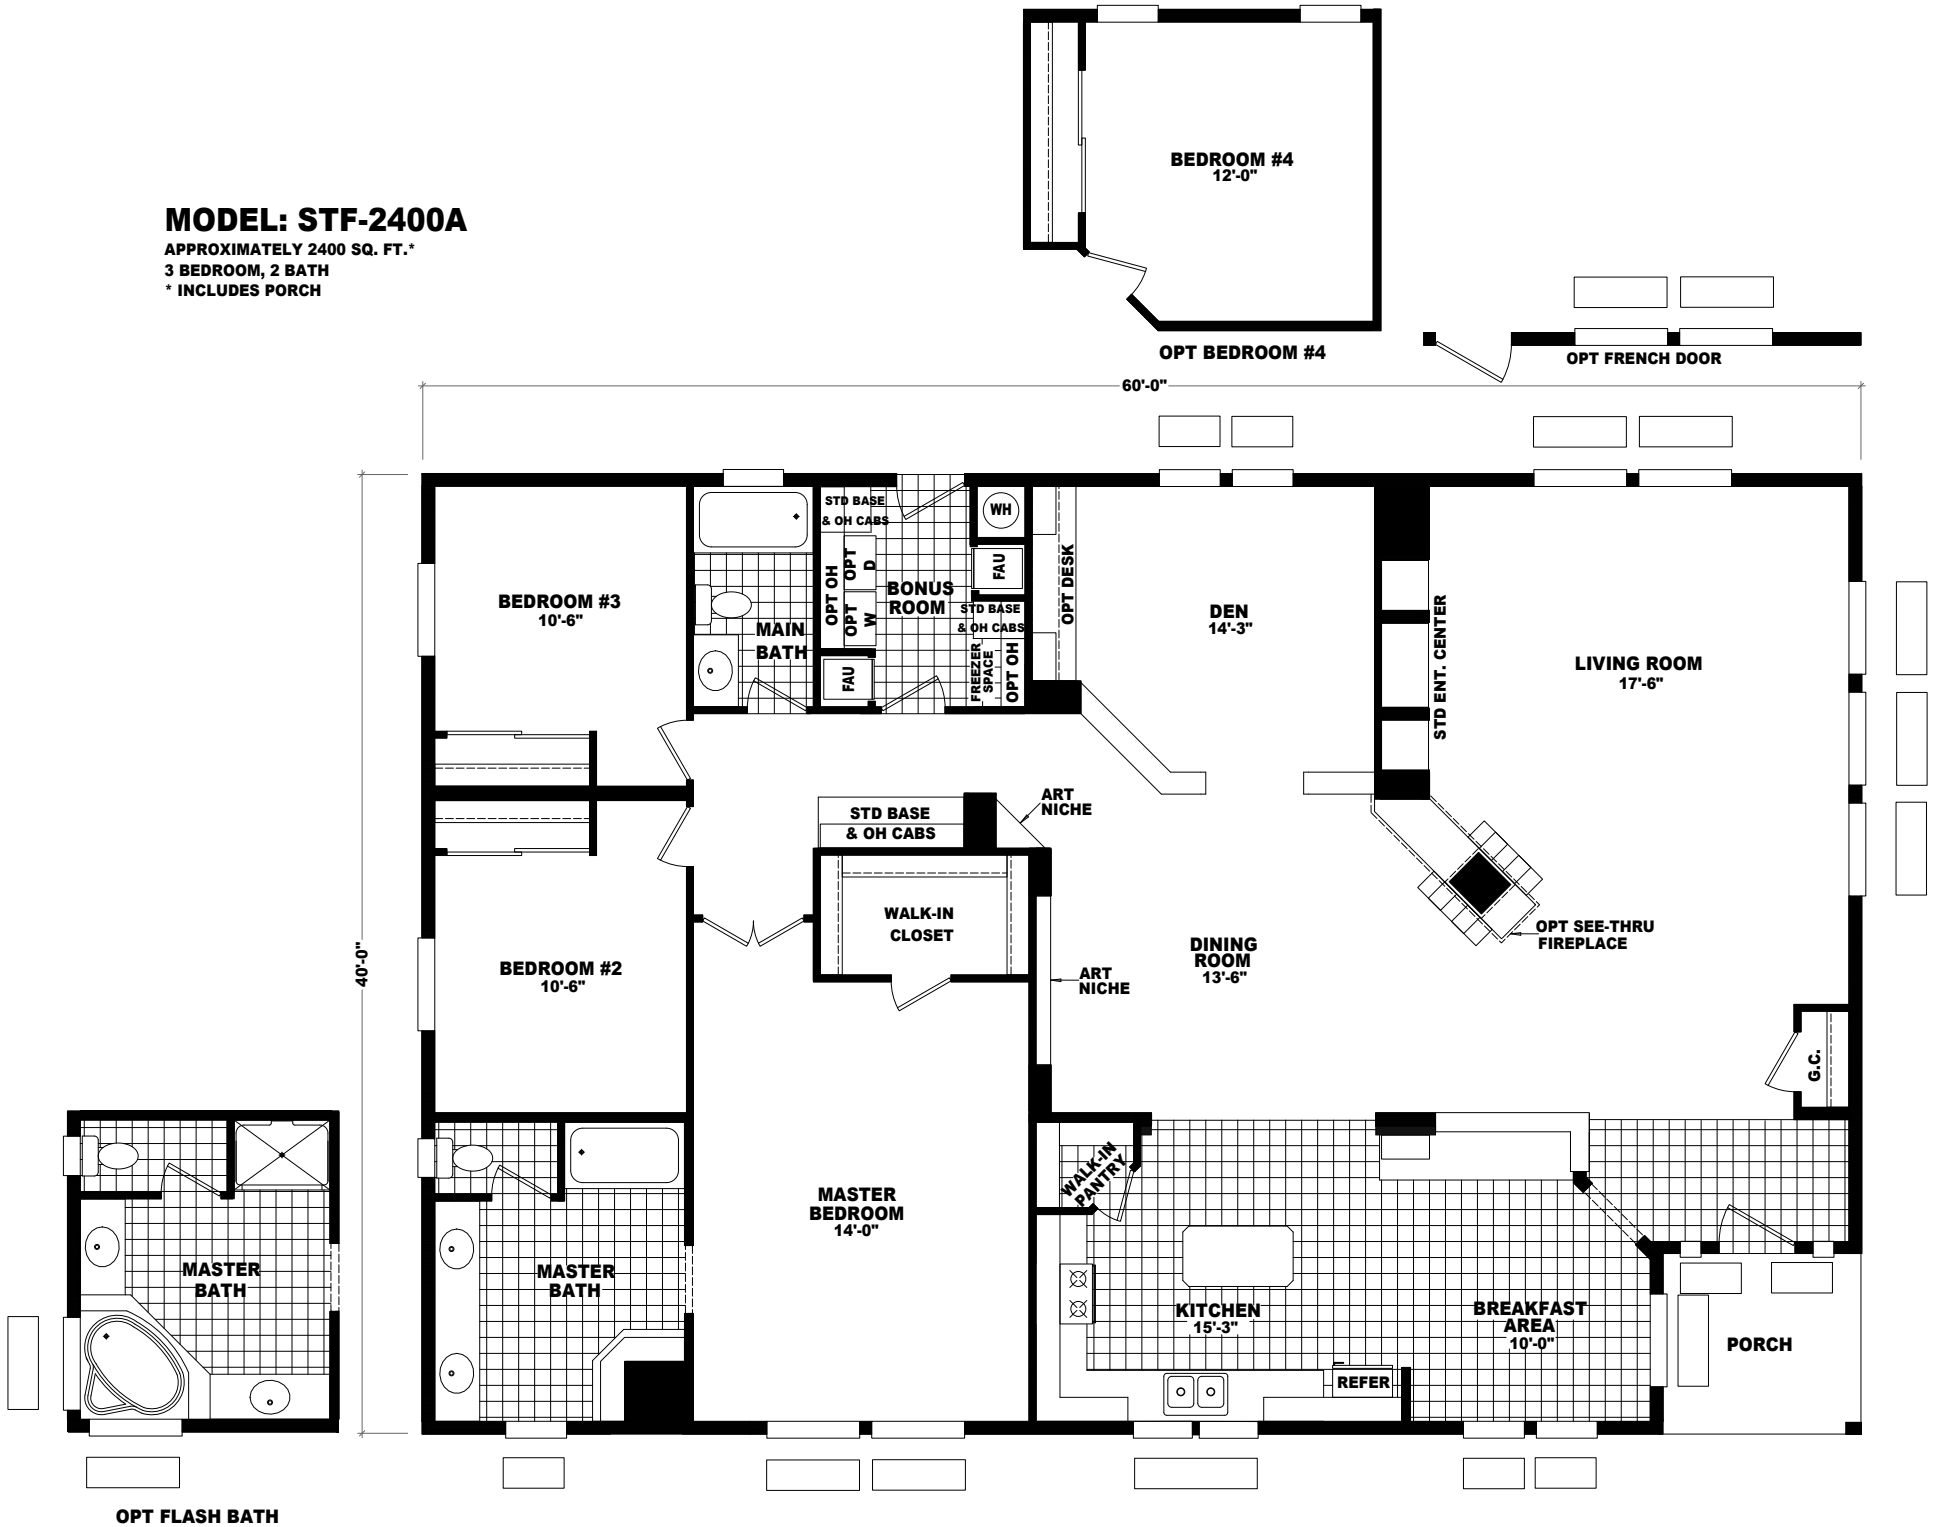 BEDROOM #4
12'-0"
MODEL: STF-2400A
APPROXIMATELY 2400 SQ. FT.*
3 BEDROOM, 2 BATH
* INCLUDES PORCH
OPT BEDROOM #4
OPT FRENCH DOOR
60'-0"
40'-0"
STD BASE
& OH CABS
WH
FAU
OPT OH
OPT
D
OPT
W
BONUS
ROOM
STD BASE
& OH CABS
FREEZER
SPACE
OPT OH
FAU
OPT DESK
BEDROOM #3
10'-6"
MAIN
BATH
DEN
14'-3"
STD ENT. CENTER
LIVING ROOM
17'-6"
ART
NICHE
STD BASE
& OH CABS
WALK-IN
CLOSET
BEDROOM #2
10'-6"
DINING
ROOM
13'-6"
ART
NICHE
OPT SEE-THRU
FIREPLACE
G.C.
WALK-IN
PANTRY
MASTER
BEDROOM
14'-0"
MASTER
BATH
MASTER
BATH
KITCHEN
15'-3"
BREAKFAST
AREA
10'-0"
PORCH
REFER
OPT FLASH BATH